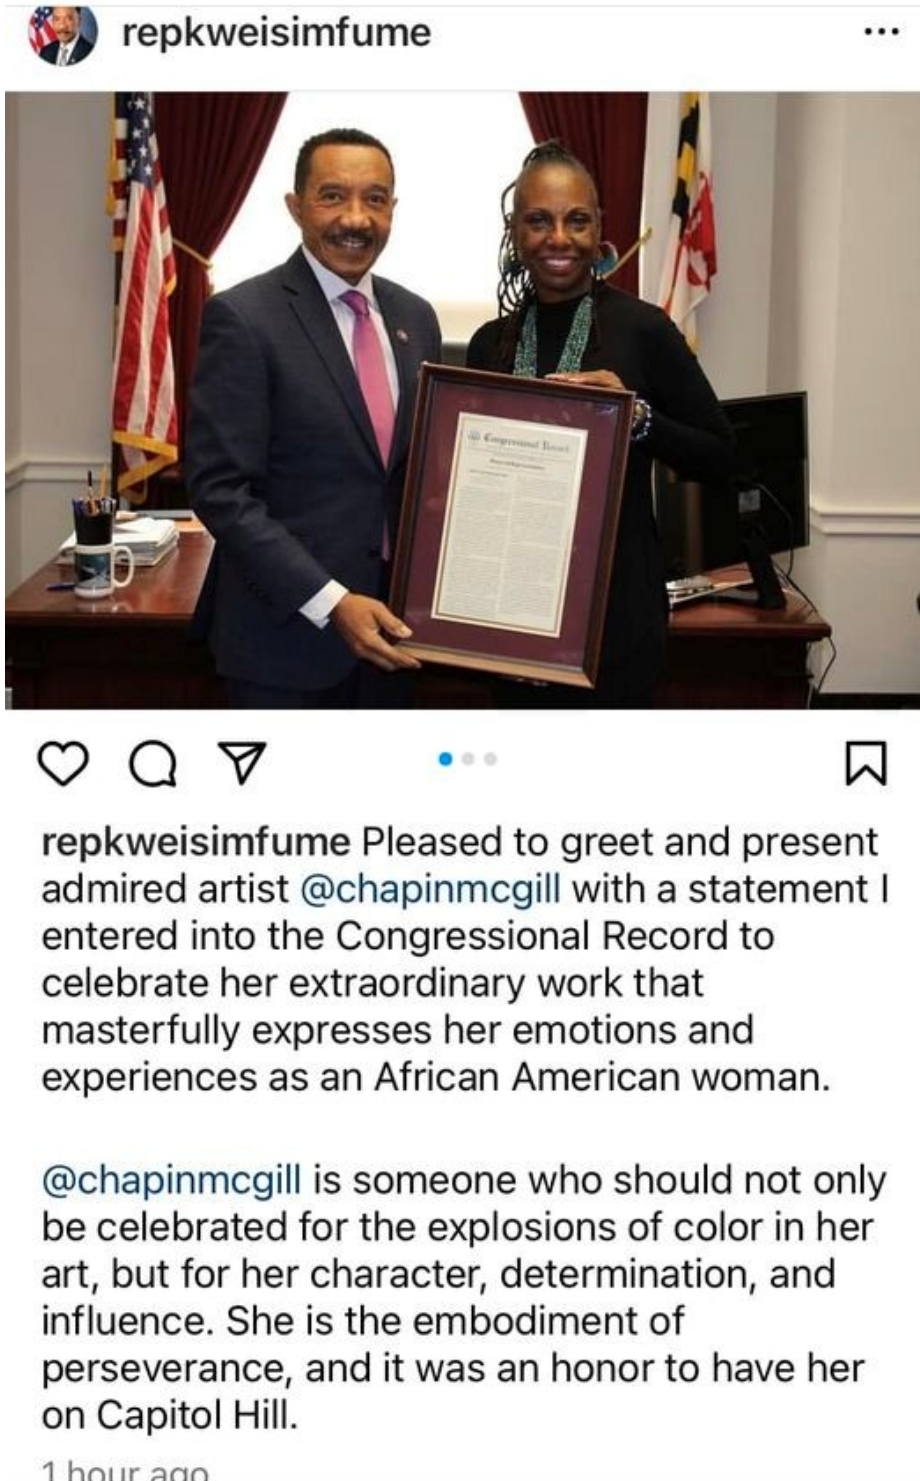 repkweisimfume
Congressional Record
repkweisimfume Pleased to greet and present
admired artist @chapinmcgill with a statement I
entered into the Congressional Record to
celebrate her extraordinary work that
masterfully expresses her emotions and
experiences as an African American woman.
@chapinmcgill is someone who should not only
be celebrated for the explosions of color in her
art, but for her character, determination, and
influence. She is the embodiment of
perseverance, and it was an honor to have her
on Capitol Hill.
1 hour ago